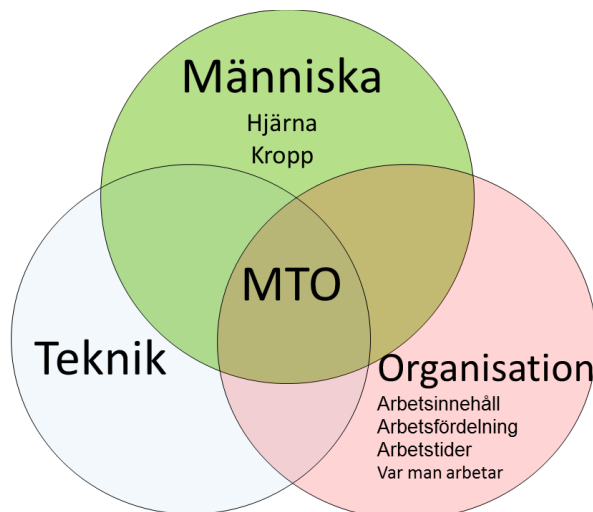 Människa
Hjärna
Kropp
MTO
Teknik
Organisation
Arbetsinnehåll
Arbetsfördelning
Arbetstider
Var man arbetar